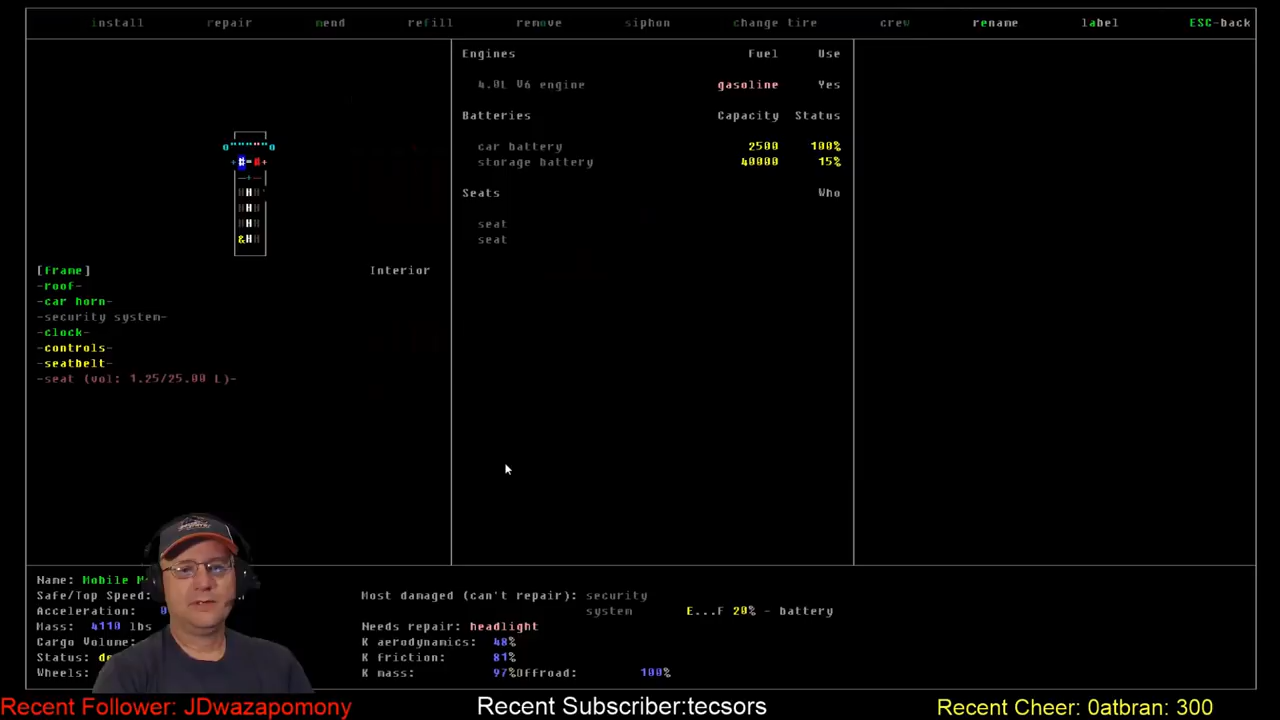 install repair mend refill remove siphon change tire crew rename label ESC-back
Engines Fuel Use
4.0L V6 engine gasoline Yes
Batteries Capacity Status
car battery 2500 100%
storage battery 40000 15%
Seats Who
seat
seat
[frame] Interior
-roof-
-car horn-
-security system-
-clock-
-controls-
-seatbelt-
-seat (vol: 1.25/25.00 L)-
Name: Mobile
Safe/Top Speed:
Acceleration:
Mass: 4110 lbs
Cargo Volume:
Status:
Wheels:
Most damaged (can't repair): security
system
Needs repair: headlight
K aerodynamics: 48%
K friction: 81%
K mass: 97%Offroad: 100%
E...F 20% - battery
Recent Follower: JDwazapomony
Recent Subscriber:tecsors
Recent Cheer: 0atbran: 300